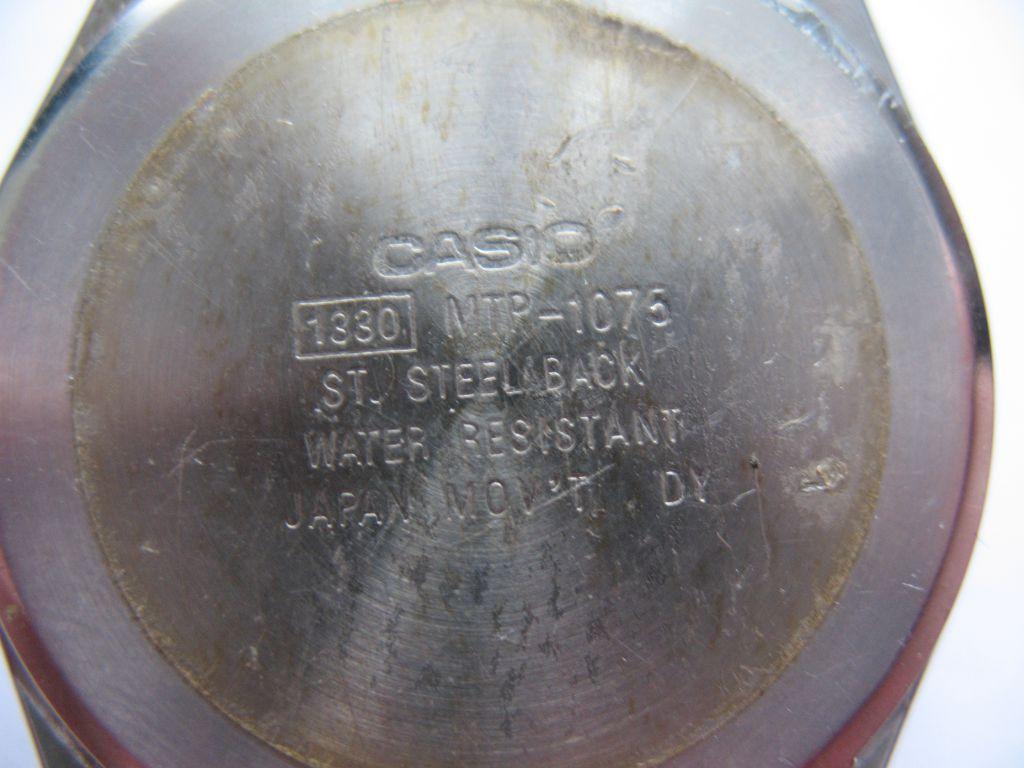 CASIO
1330 MTP-1075
ST. STEEL BACK
WATER RESISTANT
JAPAN MOV'T DY